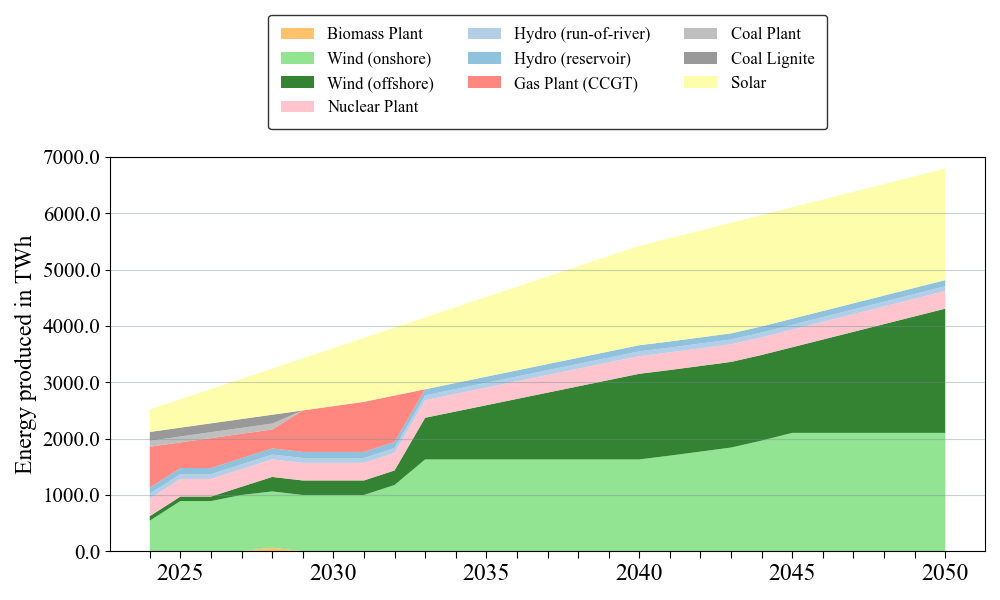 Biomass Plant
Wind (onshore)
Wind (offshore)
Nuclear Plant
Hydro (run-of-river)
Hydro (reservoir)
Gas Plant (CCGT)
Coal Plant
Coal Lignite
Solar
Energy produced in TWh
7000.0
6000.0
5000.0
4000.0
3000.0
2000.0
1000.0
0.0
2025 2030 2035 2040 2045 2050